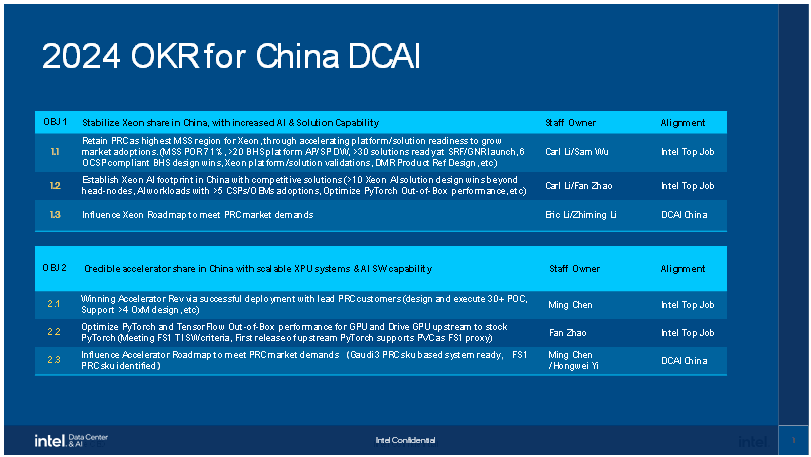 2024 OKR for China DCAI
OBJ 1 Stabilize Xeon share in China, with increased AI & Solution Capability Staff Owner Alignment
1.1 Retain PRC as highest MSS region for Xeon, through accelerating platform/solution readiness to grow
market adoptions. (MSS POR 71%, >20 BHS platform AP/SP DW, >30 solutions ready at SRF/GNR launch, 6
OCSP compliant BHS design wins, Xeon platform/solution validations, DMR Product Ref Design, etc) Carl Li/Sam Wu Intel Top Job
1.2 Establish Xeon AI footprint in China with competitive solutions (>10 Xeon AI solution design wins beyond
head-nodes, AI workloads with >5 CSPs/OEMs adoptions, Optimize PyTorch Out-of-Box performance, etc) Carl Li/Fan Zhao Intel Top Job
1.3 Influence Xeon Roadmap to meet PRC market demands Eric Li/Zhiming Li DCAI China
OBJ 2 Credible accelerator share in China with scalable XPU systems & AI SW capability Staff Owner Alignment
2.1 Winning Accelerator Rev via successful deployment with lead PRC customers (design and execute 30+ POC,
Support >4 OxM design, etc) Ming Chen Intel Top Job
2.2 Optimize PyTorch and TensorFlow Out-of-Box performance for GPU and Drive GPU upstream to stock
PyTorch (Meeting FS1 TI SW criteria, First release of upstream PyTorch supports PVC as FS1 proxy) Fan Zhao Intel Top Job
2.3 Influence Accelerator Roadmap to meet PRC market demands (Gaudi3 PRC sku based system ready, FS1
PRC sku identified) Ming Chen
/Hongwei Yi DCAI China
intel. Data Center
& AI
Intel Confidential
intel
3